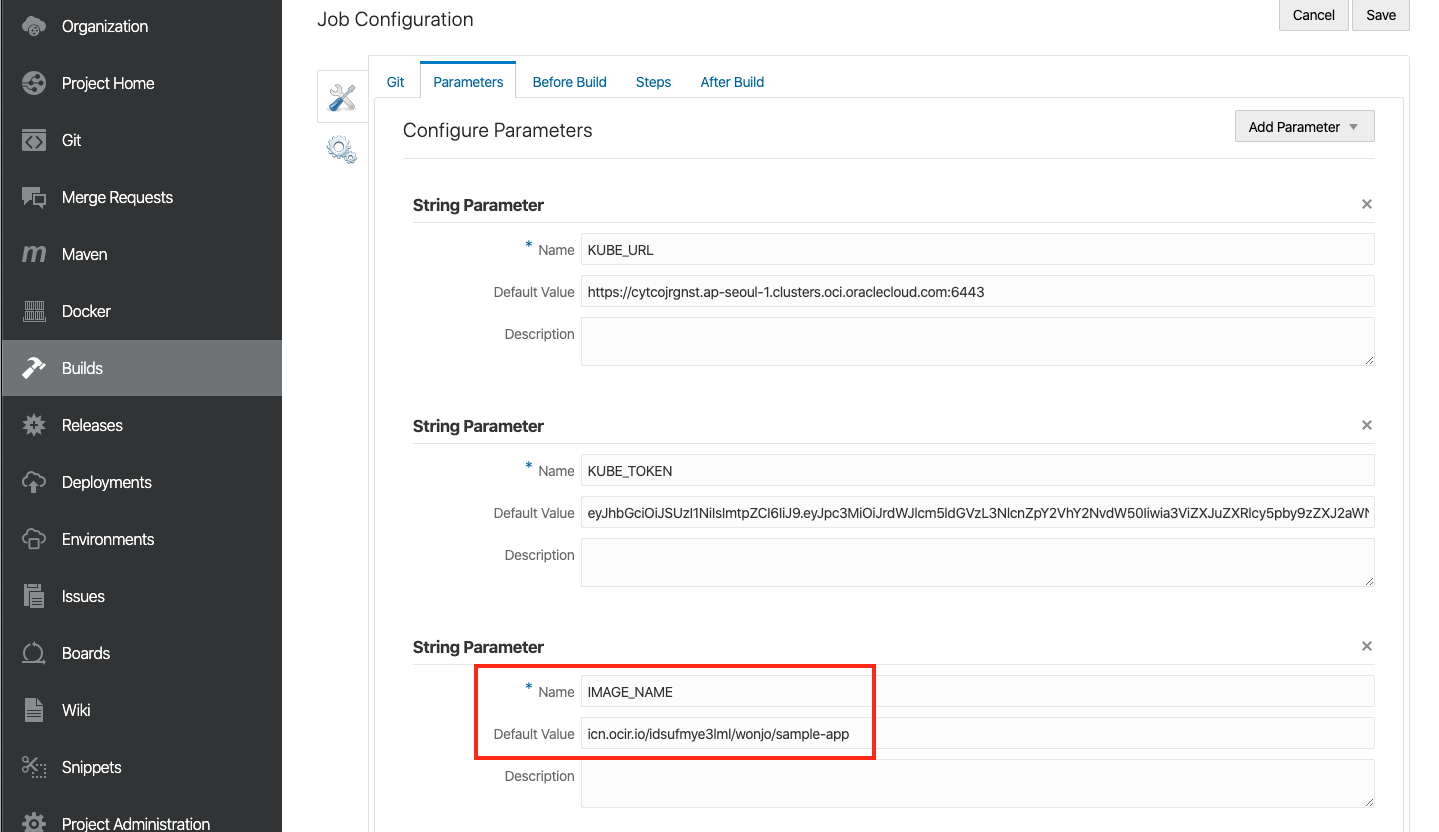 Organization
Project Home
Git
Merge Requests
Maven
Docker
Builds
Releases
Deployments
Environments
Issues
Boards
Wiki
Snippets
Project Administration
Job Configuration
Cancel
Save
Git
Parameters
Before Build
Steps
After Build
Configure Parameters
Add Parameter
String Parameter
* Name KUBE_URL
Default Value https://cytcojrgnst.ap-seoul-1.clusters.oci.oraclecloud.com:6443
Description
String Parameter
* Name KUBE_TOKEN
Default Value
Description
String Parameter
* Name IMAGE_NAME
Default Value icn.ocir.io/idsufmye3lml/wonjo/sample-app
Description